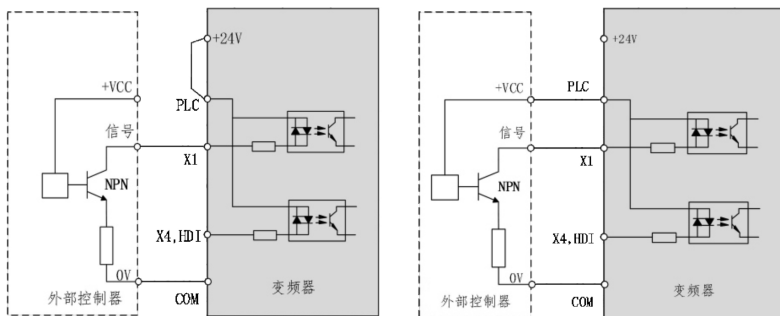 +24V
+VCC
PLC
信号
X1
NPN
X4,HDI
0V
COM
外部控制器
变频器
+24V
PLC
+VCC
信号
X1
NPN
X4,HDI
0V
COM
外部控制器
变频器